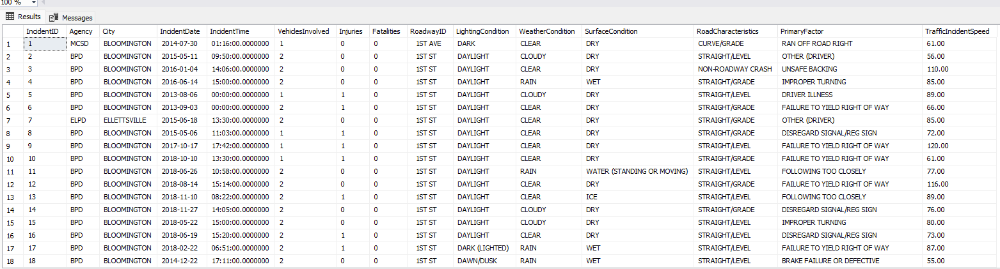 100 %
Results Messages
IncidentID Agency City IncidentDate IncidentTime VehiclesInvolved Injuries Fatalities RoadwayID LightingCondition WeatherCondition SurfaceCondition RoadCharacteristics PrimaryFactor TrafficIncidentSpeed
1 1 MCSD BLOOMINGTON 2014-07-30 01:16:00.0000000 1 0 0 1ST AVE DARK CLEAR DRY CURVE/GRADE RAN OFF ROAD RIGHT 61.00
2 2 BPD BLOOMINGTON 2015-05-11 09:50:00.0000000 2 0 0 1ST ST DAYLIGHT CLOUDY DRY STRAIGHT/LEVEL OTHER (DRIVER) 56.00
3 3 BPD BLOOMINGTON 2016-01-04 14:06:00.0000000 2 0 0 1ST ST DAYLIGHT CLEAR DRY NON-ROADWAY CRASH UNSAFE BACKING 110.00
4 4 BPD BLOOMINGTON 2016-06-14 15:00:00.0000000 2 0 0 1ST ST DAYLIGHT RAIN WET STRAIGHT/GRADE IMPROPER TURNING 85.00
5 5 BPD BLOOMINGTON 2013-08-06 00:00:00.0000000 1 1 0 1ST ST DAYLIGHT CLOUDY DRY STRAIGHT/LEVEL DRIVER ILLNESS 89.00
6 6 BPD BLOOMINGTON 2013-09-03 00:00:00.0000000 2 1 0 1ST ST DAYLIGHT CLEAR DRY STRAIGHT/GRADE FAILURE TO YIELD RIGHT OF WAY 66.00
7 7 ELPD ELLETTSVILLE 2015-06-18 13:30:00.0000000 2 0 0 1ST ST DAYLIGHT CLEAR DRY STRAIGHT/GRADE OTHER (DRIVER) 85.00
8 8 BPD BLOOMINGTON 2015-05-06 11:03:00.0000000 1 1 0 1ST ST DAYLIGHT CLEAR DRY STRAIGHT/GRADE DISREGARD SIGNAL/REG SIGN 72.00
9 9 BPD BLOOMINGTON 2017-10-17 17:42:00.0000000 1 1 0 1ST ST DAYLIGHT CLEAR DRY STRAIGHT/LEVEL FAILURE TO YIELD RIGHT OF WAY 120.00
10 10 BPD BLOOMINGTON 2018-10-10 13:30:00.0000000 1 1 0 1ST ST DAYLIGHT CLEAR DRY STRAIGHT/GRADE FAILURE TO YIELD RIGHT OF WAY 61.00
11 11 BPD BLOOMINGTON 2018-06-26 10:58:00.0000000 2 0 0 1ST ST DAYLIGHT RAIN WATER (STANDING OR MOVING) STRAIGHT/LEVEL FOLLOWING TOO CLOSELY 77.00
12 12 BPD BLOOMINGTON 2018-08-14 15:14:00.0000000 2 0 0 1ST ST DAYLIGHT CLEAR DRY STRAIGHT/GRADE FAILURE TO YIELD RIGHT OF WAY 116.00
13 13 BPD BLOOMINGTON 2018-11-10 08:22:00.0000000 2 1 0 1ST ST DAYLIGHT CLEAR ICE STRAIGHT/LEVEL FOLLOWING TOO CLOSELY 89.00
14 14 BPD BLOOMINGTON 2018-11-27 14:05:00.0000000 2 0 0 1ST ST DAYLIGHT CLOUDY DRY STRAIGHT/GRADE DISREGARD SIGNAL/REG SIGN 76.00
15 15 BPD BLOOMINGTON 2018-05-22 15:00:00.0000000 2 0 0 1ST ST DAYLIGHT CLOUDY DRY STRAIGHT/LEVEL IMPROPER TURNING 80.00
16 16 BPD BLOOMINGTON 2018-06-19 15:20:00.0000000 2 1 0 1ST ST DAYLIGHT CLEAR DRY STRAIGHT/LEVEL DISREGARD SIGNAL/REG SIGN 73.00
17 17 BPD BLOOMINGTON 2018-02-22 06:51:00.0000000 2 1 0 1ST ST DARK (LIGHTED) RAIN WET STRAIGHT/LEVEL FAILURE TO YIELD RIGHT OF WAY 87.00
18 18 BPD BLOOMINGTON 2014-12-22 17:11:00.0000000 2 0 0 1ST ST DAWN/DUSK RAIN WET STRAIGHT/LEVEL BRAKE FAILURE OR DEFECTIVE 55.00